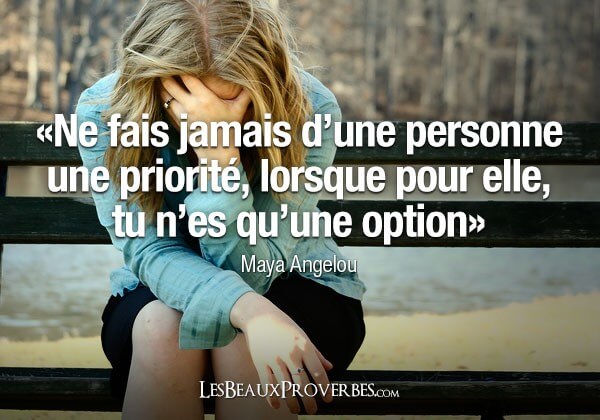 «Ne fais jamais d'une personne
une priorité, lorsque pour elle,
tu n'es qu'une option»
Maya Angelou
LESBEAUXPROVERBES.COM